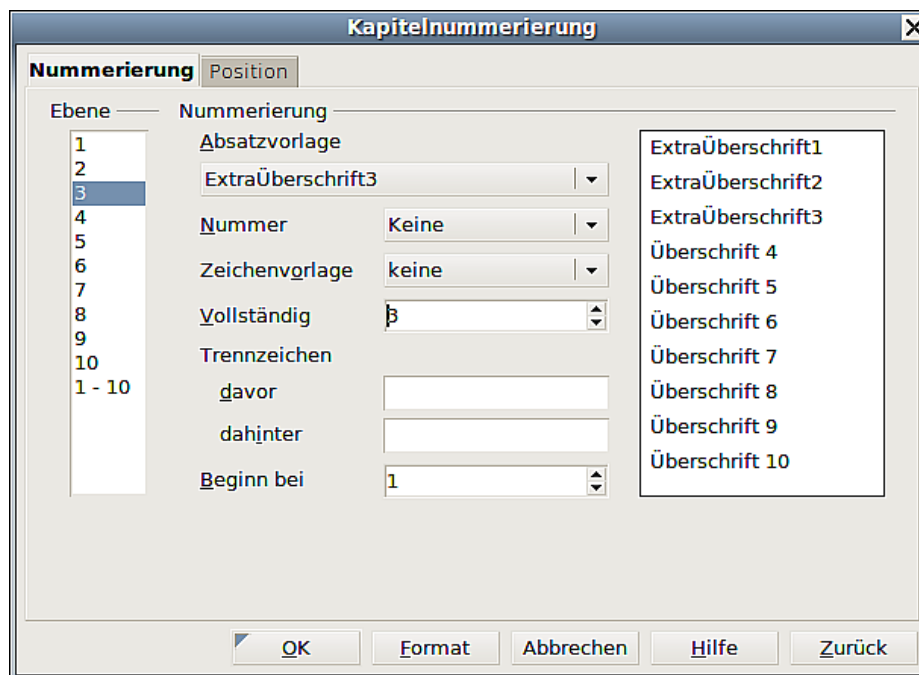 Kapitelnummerierung
Nummerierung
Position
Ebene
1
2
3
4
5
6
7
8
9
10
1 - 10
Nummerierung
Absatzvorlage
ExtraÜberschrift3
Nummer
Keine
Zeichenvorlage
keine
Vollständig
3
Trennzeichen
davor
dahinter
Beginn bei
1
ExtraÜberschrift1
ExtraÜberschrift2
ExtraÜberschrift3
Überschrift 4
Überschrift 5
Überschrift 6
Überschrift 7
Überschrift 8
Überschrift 9
Überschrift 10
OK
Format
Abbrechen
Hilfe
Zurück